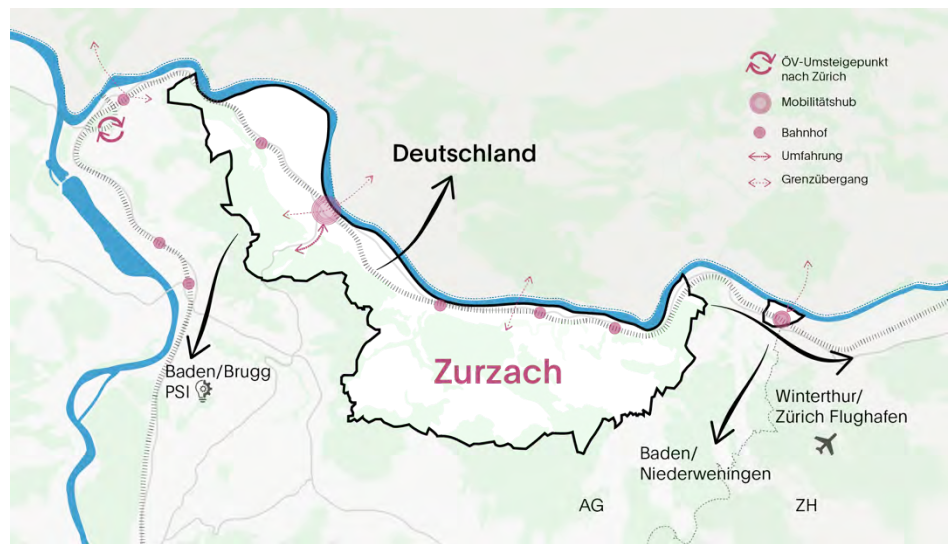 ÖV-Umsteigepunkt
nach Zürich
Mobilitätshub
Bahnhof
Umfahrung
Grenzübergang
Deutschland
Baden/Brugg
PSI
Zurzach
Winterthur/
Zürich Flughafen
Baden/
Niederweningen
AG
ZH